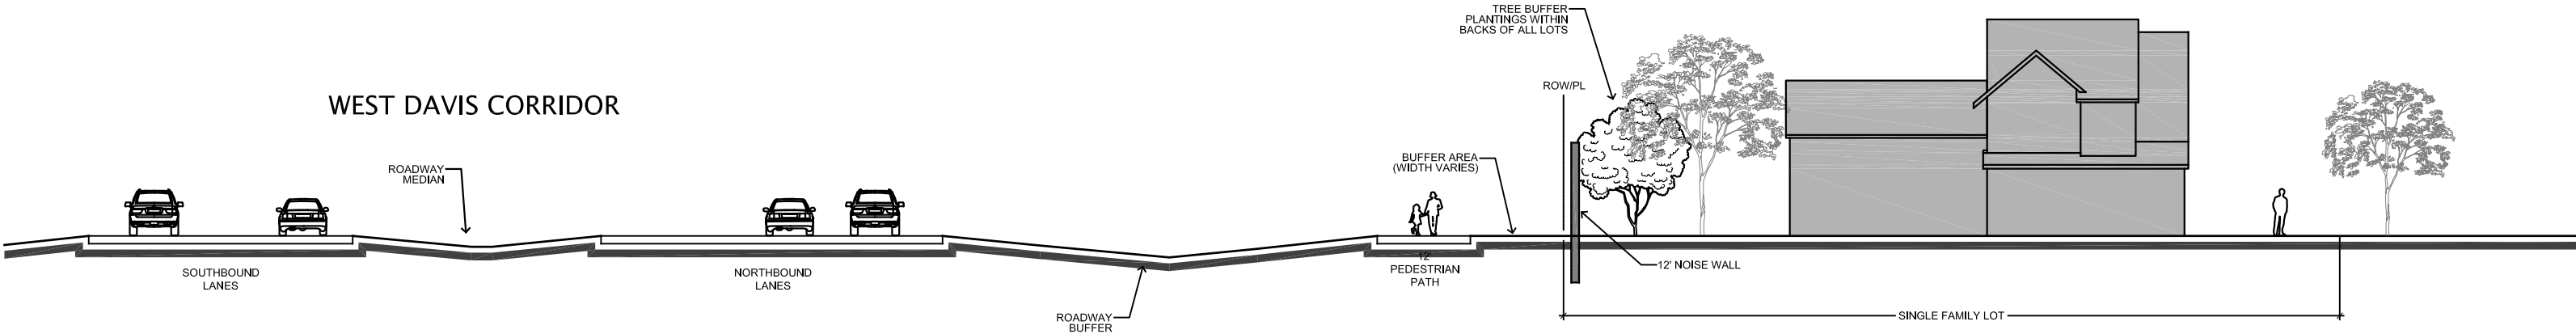 TREE BUFFER
PLANTINGS WITHIN
BACKS OF ALL LOTS
ROW/PL
WEST DAVIS CORRIDOR
ROADWAY
MEDIAN
BUFFER AREA
(WIDTH VARIES)
SOUTHBOUND
LANES
NORTHBOUND
LANES
12'
PEDESTRIAN
PATH
12' NOISE WALL
ROADWAY
BUFFER
SINGLE FAMILY LOT